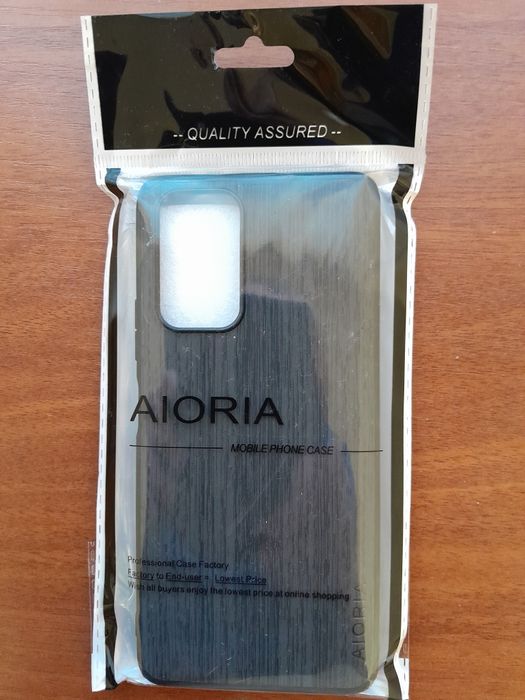 -- QUALITY ASSURED --
AIORIA
MOBILE PHONE CASE
Professional Case Factory
Factory to End-user = Lowest Price
Wish all buyers enjoy the lowest price at online shopping
AIORIA